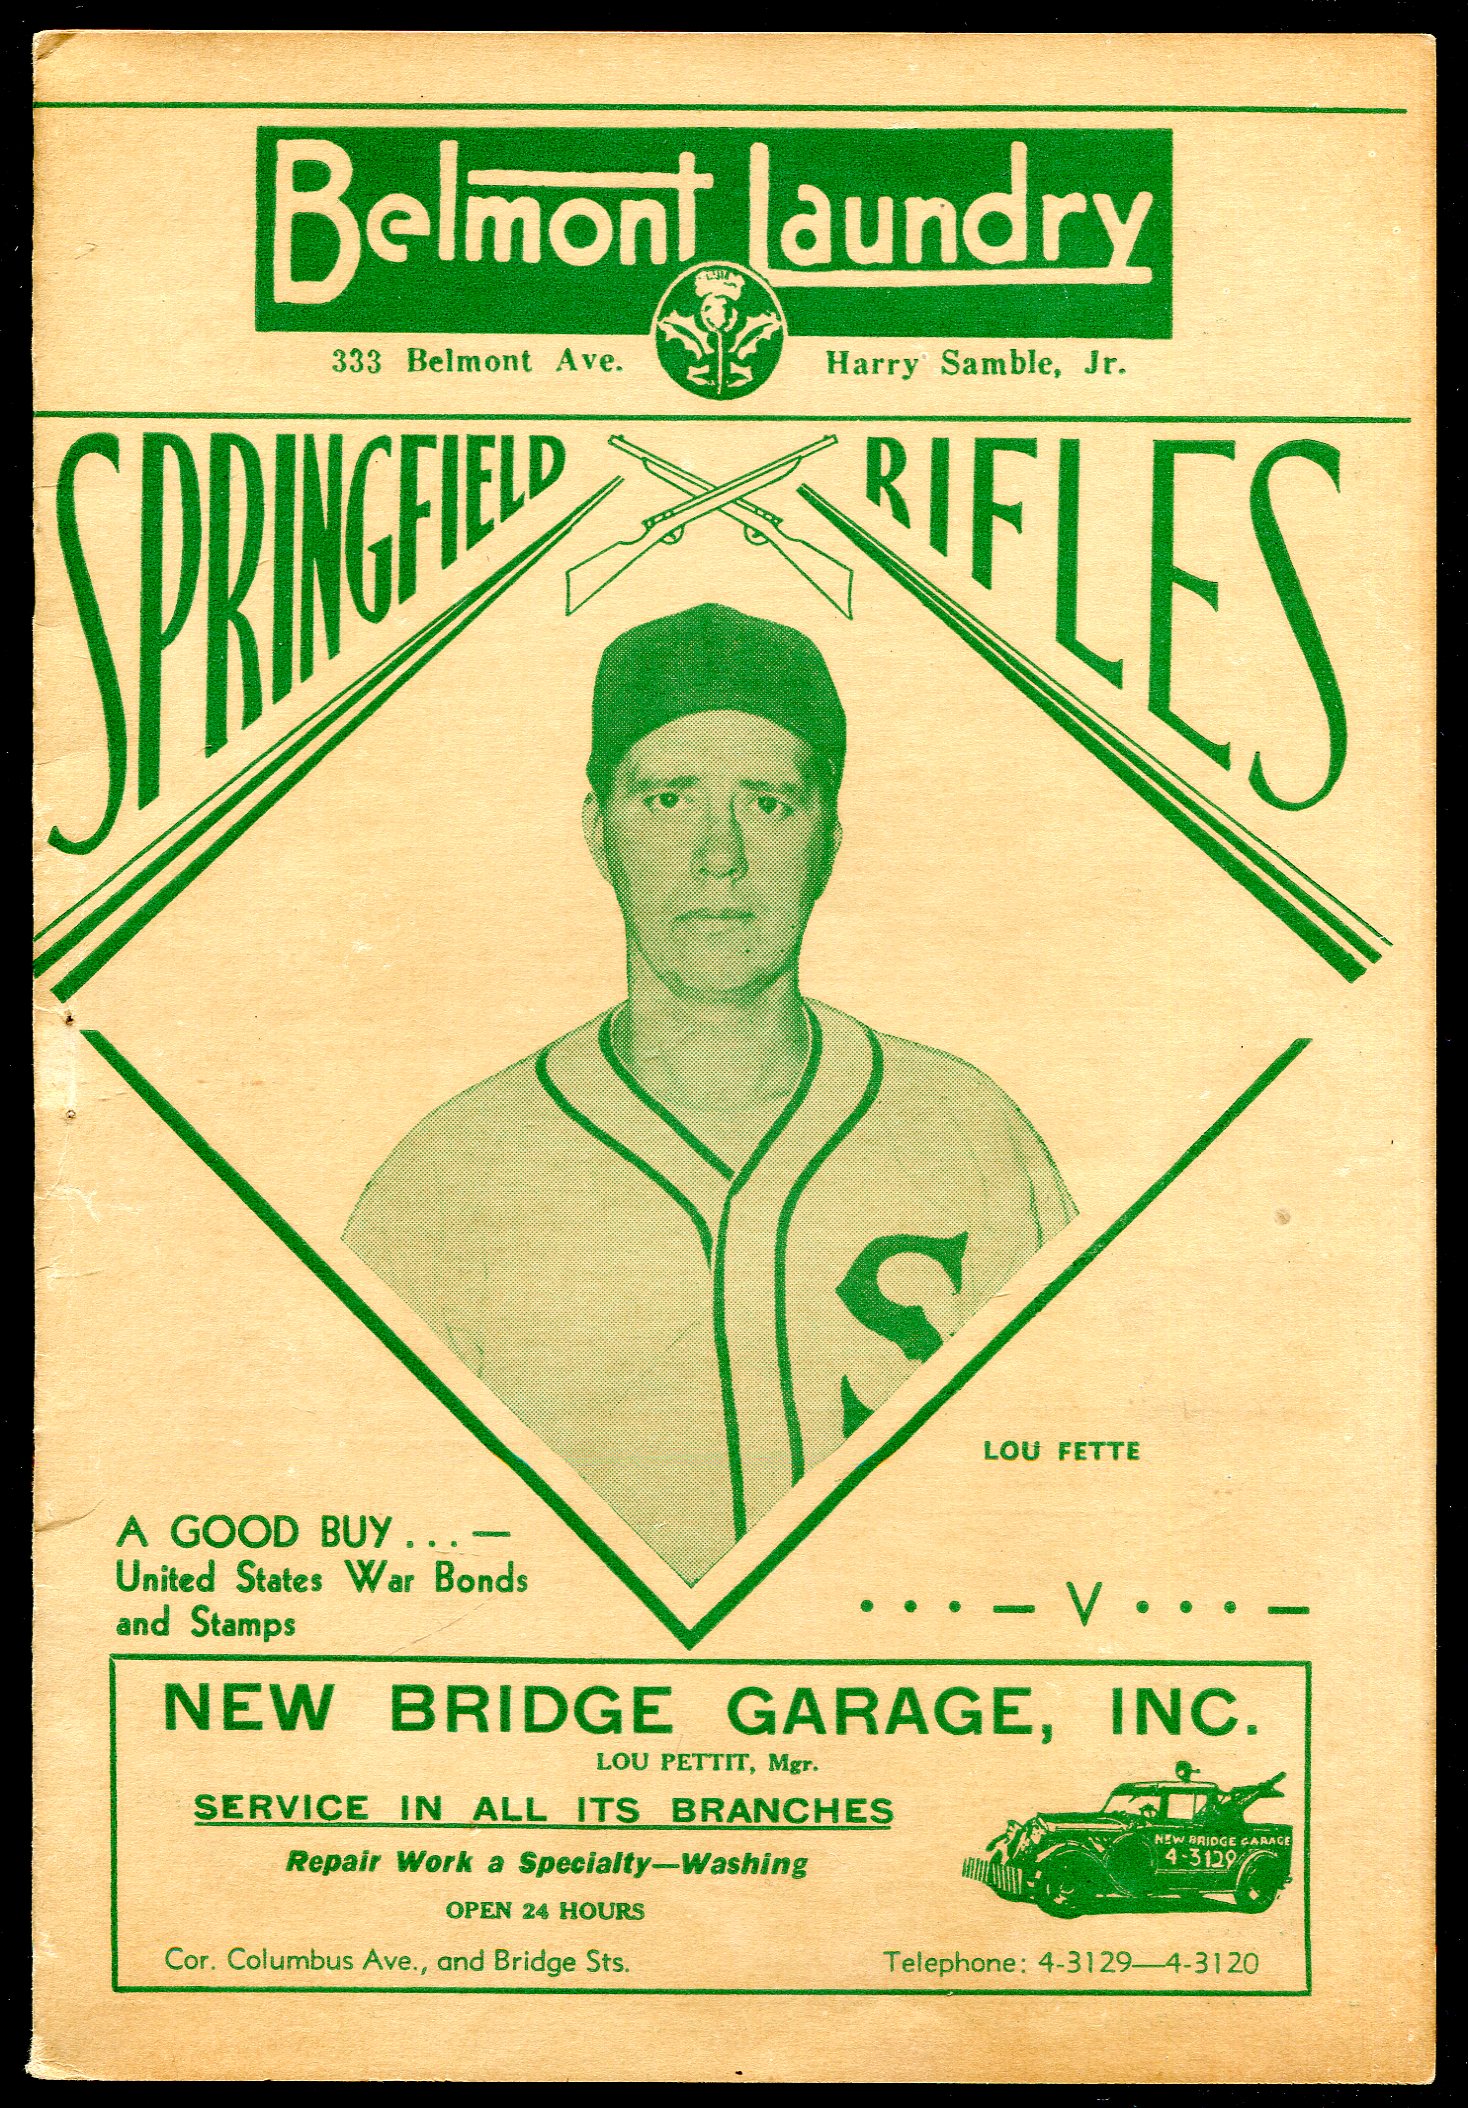 Belmont Laundry
333 Belmont Ave. Harry Samble, Jr.
SPRINGFIELD RIFLES
S
LOU FETTE
A GOOD BUY . . . —
United States War Bonds
and Stamps
• • • — V • • • —
NEW BRIDGE GARAGE, INC.
LOU PETTIT, Mgr.
SERVICE IN ALL ITS BRANCHES
Repair Work a Specialty—Washing
NEW BRIDGE GARAGE
4-3129
OPEN 24 HOURS
Cor. Columbus Ave., and Bridge Sts. Telephone: 4-3129—4-3120